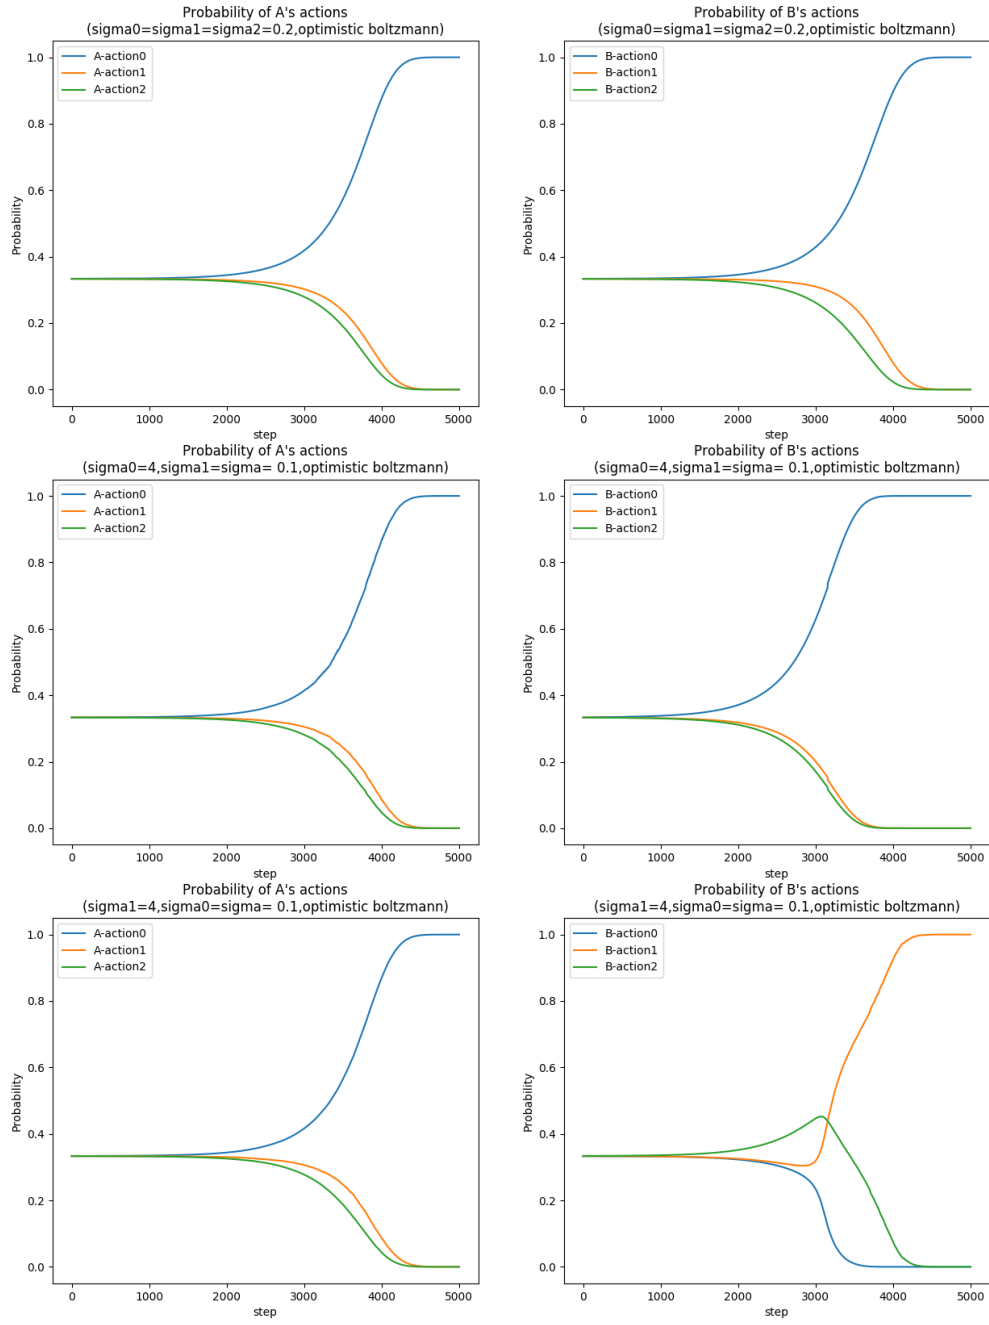 Probability of A's actions
(sigma0=sigma1=sigma2=0.2,optimistic boltzmann)
A-action0
A-action1
A-action2
1.0
0.8
0.6
0.4
0.2
0.0
Probability
0 1000 2000 3000 4000 5000
step
Probability of B's actions
(sigma0=sigma1=sigma2=0.2,optimistic boltzmann)
B-action0
B-action1
B-action2
1.0
0.8
0.6
0.4
0.2
0.0
Probability
0 1000 2000 3000 4000 5000
step
Probability of A's actions
(sigma0=4,sigma1=sigma= 0.1,optimistic boltzmann)
A-action0
A-action1
A-action2
1.0
0.8
0.6
0.4
0.2
0.0
Probability
0 1000 2000 3000 4000 5000
step
Probability of B's actions
(sigma0=4,sigma1=sigma= 0.1,optimistic boltzmann)
B-action0
B-action1
B-action2
1.0
0.8
0.6
0.4
0.2
0.0
Probability
0 1000 2000 3000 4000 5000
step
Probability of A's actions
(sigma1=4,sigma0=sigma= 0.1,optimistic boltzmann)
A-action0
A-action1
A-action2
1.0
0.8
0.6
0.4
0.2
0.0
Probability
0 1000 2000 3000 4000 5000
step
Probability of B's actions
(sigma1=4,sigma0=sigma= 0.1,optimistic boltzmann)
B-action0
B-action1
B-action2
1.0
0.8
0.6
0.4
0.2
0.0
Probability
0 1000 2000 3000 4000 5000
step